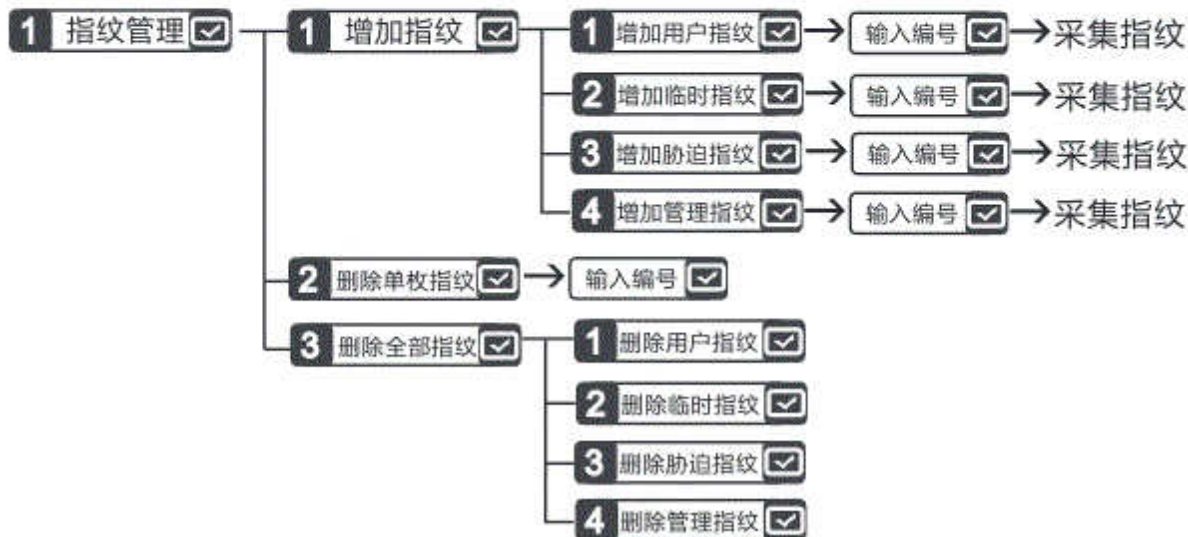 1 指纹管理 1 增加指纹 1 增加用户指纹 输入编号 采集指纹
2 增加临时指纹 输入编号 采集指纹
3 增加胁迫指纹 输入编号 采集指纹
4 增加管理指纹 输入编号 采集指纹
2 删除单枚指纹 输入编号
3 删除全部指纹 1 删除用户指纹
2 删除临时指纹
3 删除胁迫指纹
4 删除管理指纹